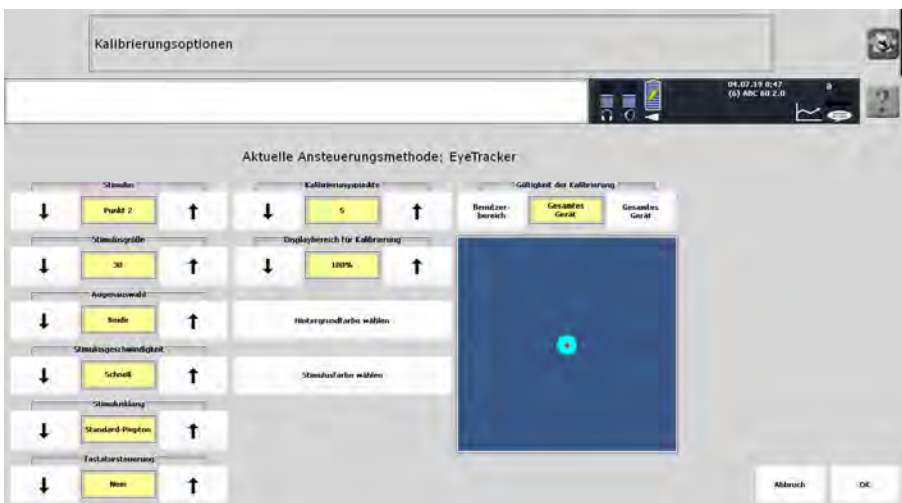 Kalibrierungsoptionen
04.07.19 0:47
(6) ABC 60 2.0
a
?
Aktuelle Ansteuerungsmethode: EyeTracker
Stimulus
Punkt 2
Stimulusgröße
30
Augenauswahl
Beide
Stimulusgeschwindigkeit
Schnell
Stimulusklang
Standard-Piepton
Tastatursteuerung
Nein
Kalibrierungspunkte
5
Displaybereich für Kalibrierung
100%
Hintergrundfarbe wählen
Stimulusfarbe wählen
Gültigkeit der Kalibrierung
Benutzer-
bereich
Gesamtes
Gerät
Gesamtes
Gerät
Abbruch
OK